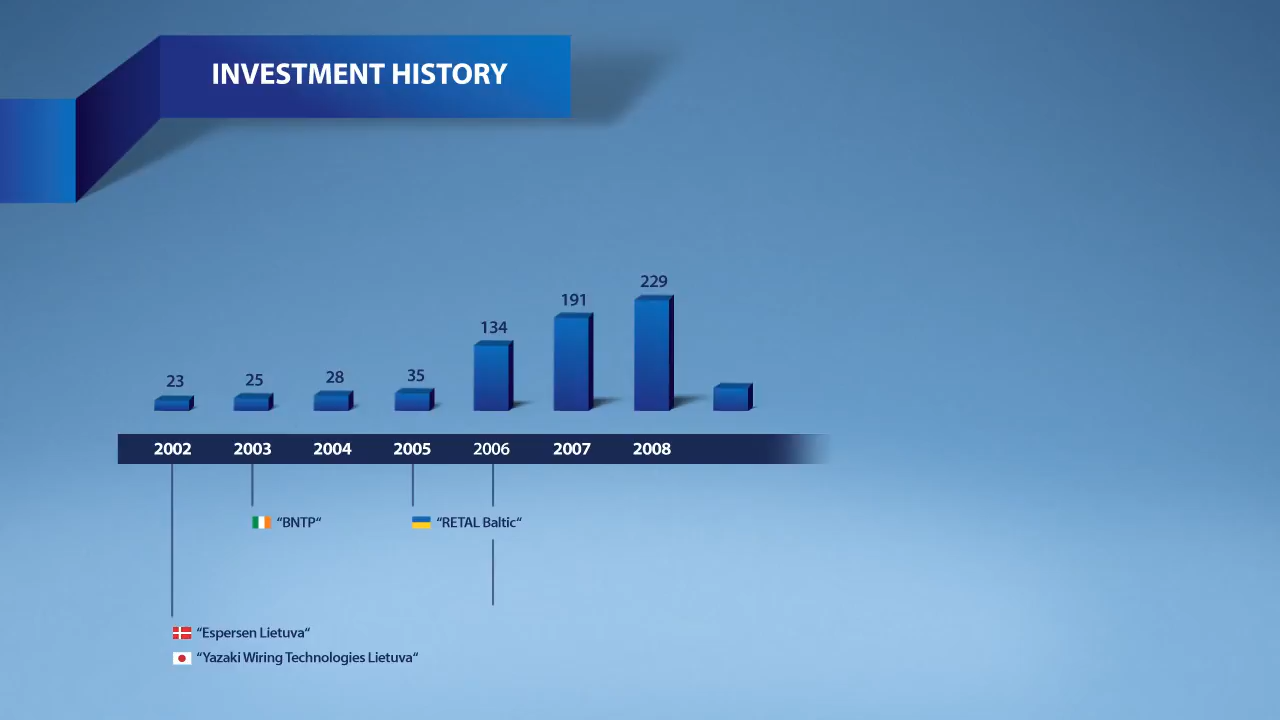 INVESTMENT HISTORY
229
191
134
35
28
25
23
2002 2003 2004 2005 2006 2007 2008
“BNTP“ “RETAL Baltic“
“Espersen Lietuva“
“Yazaki Wiring Technologies Lietuva“